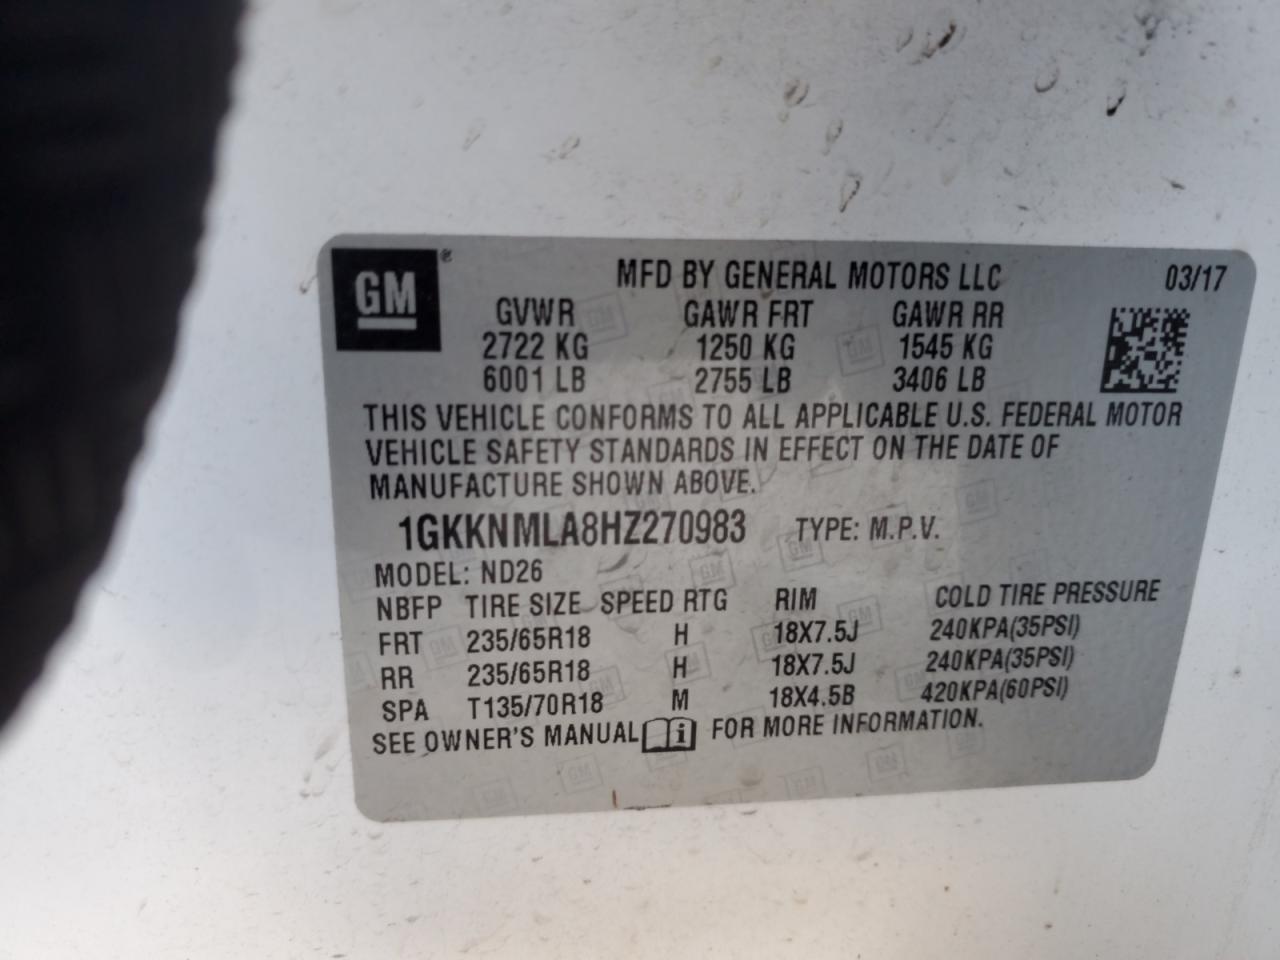 GM®
MFD BY GENERAL MOTORS LLC 03/17
GVWR GAWR FRT GAWR RR
2722 KG 1250 KG 1545 KG
6001 LB 2755 LB 3406 LB
THIS VEHICLE CONFORMS TO ALL APPLICABLE U.S. FEDERAL MOTOR
VEHICLE SAFETY STANDARDS IN EFFECT ON THE DATE OF
MANUFACTURE SHOWN ABOVE.
1GKKNMLA8HZ270983 TYPE: M.P.V.
MODEL: ND26
NBFP TIRE SIZE SPEED RTG RIM COLD TIRE PRESSURE
FRT 235/65R18 H 18X7.5J 240KPA(35PSI)
RR 235/65R18 H 18X7.5J 240KPA(35PSI)
SPA T135/70R18 M 18X4.5B 420KPA(60PSI)
SEE OWNER'S MANUAL i FOR MORE INFORMATION.